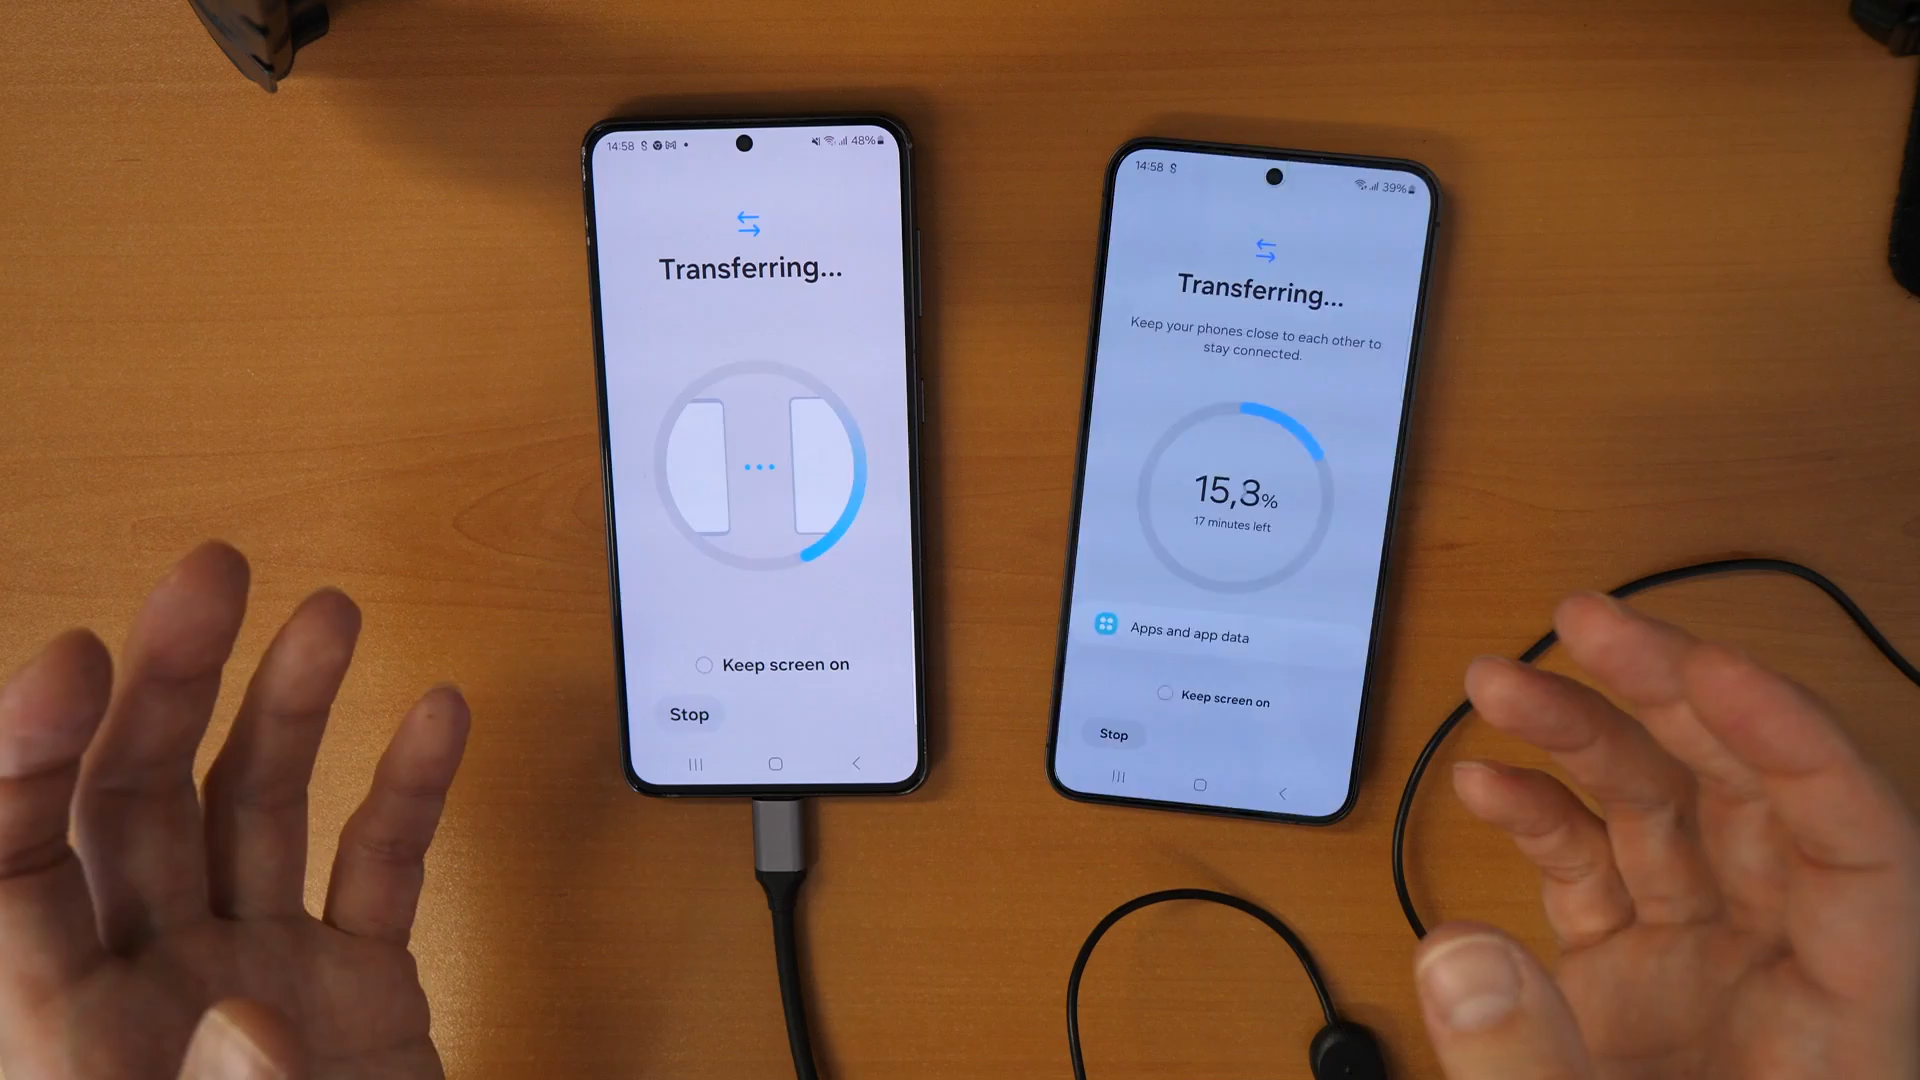 14:58
48%
Transferring...
Keep screen on
Stop
14:58
39%
Transferring...
Keep your phones close to each other to
stay connected.
15,3%
17 minutes left
Apps and app data
Keep screen on
Stop